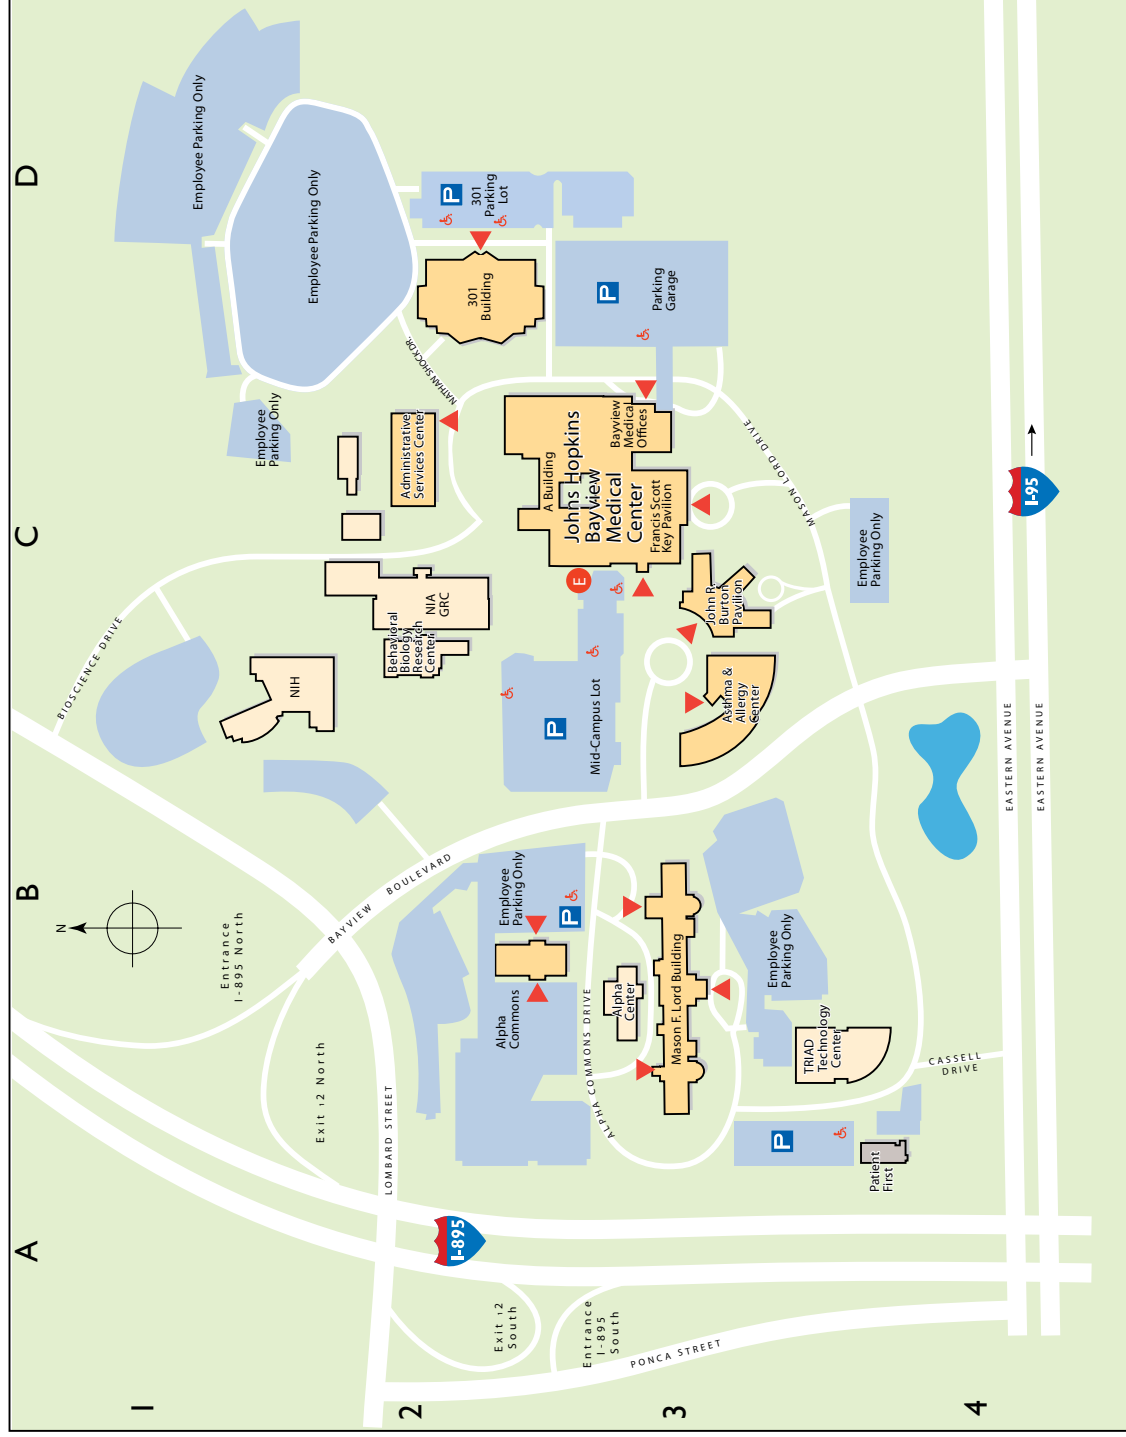 A
B
C
D
1
2
3
4
N
Entrance
I-895 North
Exit 12 North
LOMBARD STREET
I-895
Exit 12
South
Entrance
I-895
South
PONCA STREET
BAYVIEW BOULEVARD
BIOSCIENCE DRIVE
NIH
Behavioral
Biology
Research
Center
NIA
GRC
Administrative
Services Center
NATHAN SHOCK DR.
Employee
Parking Only
Employee Parking Only
Employee Parking Only
P
301
Parking
Lot
301
Building
P
Parking
Garage
A Building
Johns Hopkins
Bayview
Medical
Center
Bayview
Medical
Offices
Francis Scott
Key Pavilion
E
P
Mid-Campus Lot
John R.
Burton
Pavilion
Asthma &
Allergy
Center
MASON LORD DRIVE
Employee
Parking Only
Employee
Parking Only
P
Alpha
Commons
ALPHA COMMONS DRIVE
Alpha
Center
Mason F. Lord Building
Employee
Parking Only
TRIAD
Technology
Center
P
Patient
First
CASSELL
DRIVE
EASTERN AVENUE
EASTERN AVENUE
I-95